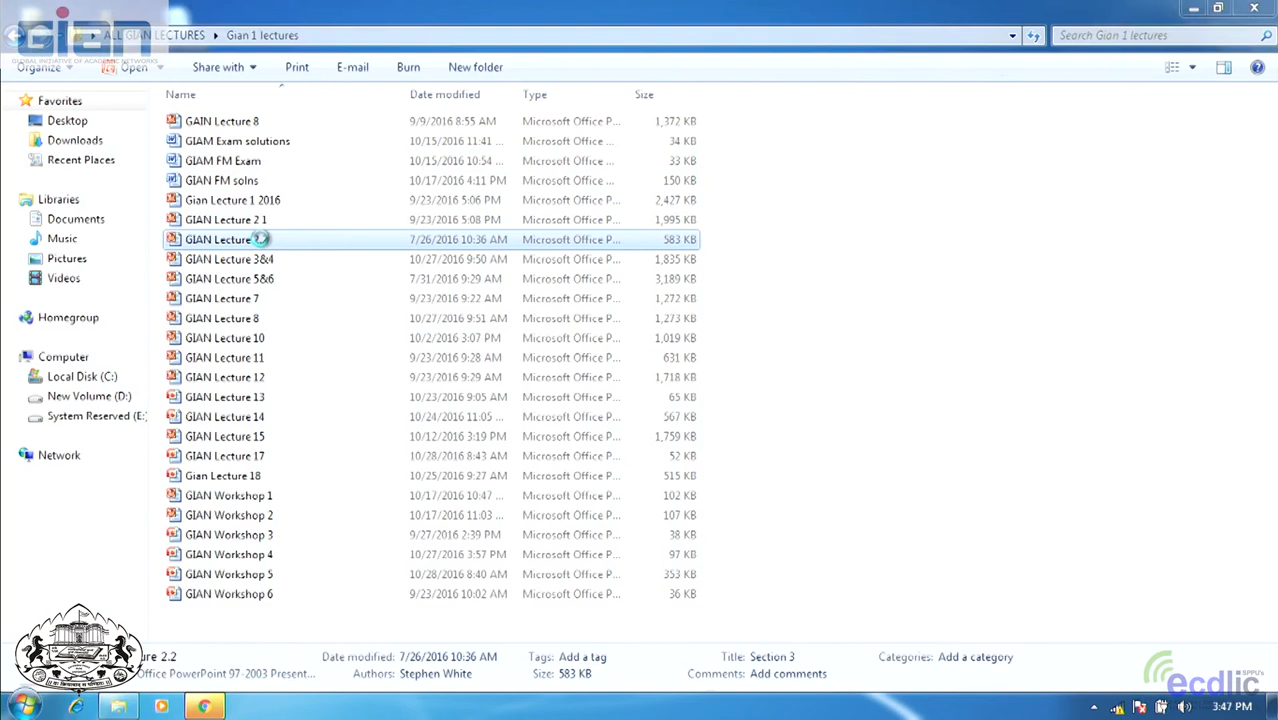 gian
GLOBAL INITIATIVE OF ACADEMIC NETWORKS
ALL GIAN LECTURES Gian 1 lectures
Search Gian 1 lectures
Organize Open Share with Print E-mail Burn New folder
Name Date modified Type Size
Favorites
Desktop
Downloads
Recent Places
Libraries
Documents
Music
Pictures
Videos
Homegroup
Computer
Local Disk (C:)
New Volume (D:)
System Reserved (E:
Network
GAIN Lecture 8 9/9/2016 8:55 AM Microsoft Office P... 1,372 KB
GIAM Exam solutions 10/15/2016 11:41 ... Microsoft Office ... 34 KB
GIAM FM Exam 10/15/2016 10:54 ... Microsoft Office ... 33 KB
GIAN FM solns 10/17/2016 4:11 PM Microsoft Office ... 150 KB
Gian Lecture 1 2016 9/23/2016 5:06 PM Microsoft Office P... 2,427 KB
GIAN Lecture 2 1 9/23/2016 5:08 PM Microsoft Office P... 1,995 KB
GIAN Lecture 7/26/2016 10:36 AM Microsoft Office P... 583 KB
GIAN Lecture 3&4 10/27/2016 9:50 AM Microsoft Office P... 1,835 KB
GIAN Lecture 5&6 7/31/2016 9:29 AM Microsoft Office P... 3,189 KB
GIAN Lecture 7 9/23/2016 9:22 AM Microsoft Office P... 1,272 KB
GIAN Lecture 8 10/27/2016 9:51 AM Microsoft Office P... 1,273 KB
GIAN Lecture 10 10/2/2016 3:07 PM Microsoft Office P... 1,019 KB
GIAN Lecture 11 9/23/2016 9:28 AM Microsoft Office P... 631 KB
GIAN Lecture 12 9/23/2016 9:29 AM Microsoft Office P... 1,718 KB
GIAN Lecture 13 10/23/2016 9:05 AM Microsoft Office P... 65 KB
GIAN Lecture 14 10/24/2016 11:05 ... Microsoft Office P... 567 KB
GIAN Lecture 15 10/12/2016 3:19 PM Microsoft Office P... 1,759 KB
GIAN Lecture 17 10/28/2016 8:43 AM Microsoft Office P... 52 KB
Gian Lecture 18 10/25/2016 9:27 AM Microsoft Office P... 515 KB
GIAN Workshop 1 10/17/2016 10:47 ... Microsoft Office P... 102 KB
GIAN Workshop 2 10/17/2016 11:03 ... Microsoft Office P... 107 KB
GIAN Workshop 3 9/27/2016 2:39 PM Microsoft Office P... 38 KB
GIAN Workshop 4 10/27/2016 3:57 PM Microsoft Office P... 97 KB
GIAN Workshop 5 10/28/2016 8:40 AM Microsoft Office P... 353 KB
GIAN Workshop 6 9/23/2016 10:02 AM Microsoft Office P... 36 KB
ure 2.2 Date modified: 7/26/2016 10:36 AM Tags: Add a tag Title: Section 3 Categories: Add a category
Office PowerPoint 97-2003 Present... Authors: Stephen White Size: 583 KB Comments: Add comments
SPPU's
ecdlic
3:47 PM